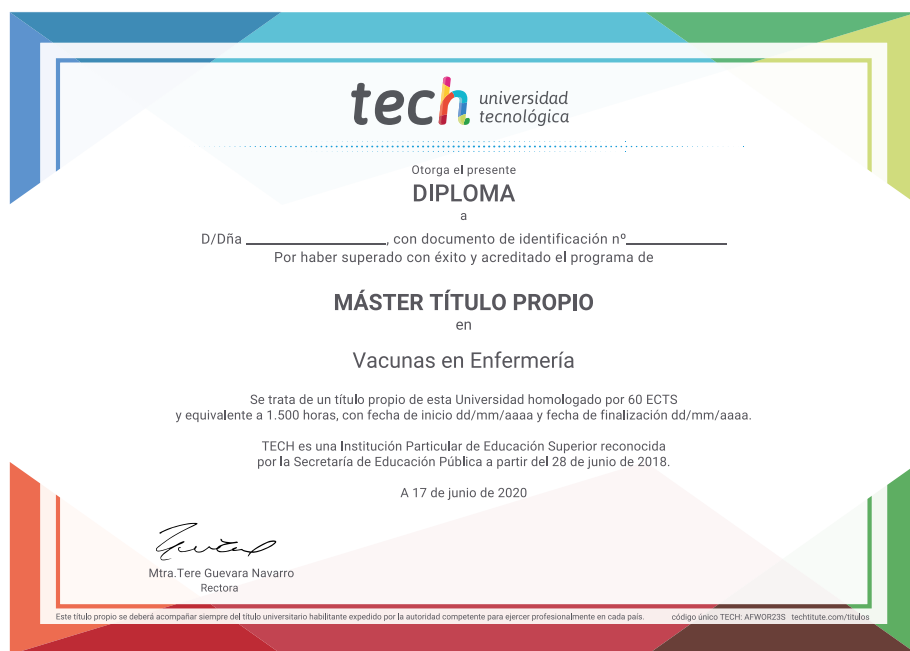 tech universidad
tecnológica
Otorga el presente
DIPLOMA
a
D/Dña ________________, con documento de identificación nº____________
Por haber superado con éxito y acreditado el programa de
MÁSTER TÍTULO PROPIO
en
Vacunas en Enfermería
Se trata de un título propio de esta Universidad homologado por 60 ECTS
y equivalente a 1.500 horas, con fecha de inicio dd/mm/aaaa y fecha de finalización dd/mm/aaaa.
TECH es una Institución Particular de Educación Superior reconocida
por la Secretaría de Educación Pública a partir del 28 de junio de 2018.
A 17 de junio de 2020
Mtra.Tere Guevara Navarro
Rectora
Este título propio se deberá acompañar siempre del título universitario habilitante expedido por la autoridad competente para ejercer profesionalmente en cada país. código único TECH: AFWOR23S techtitute.com/titulos